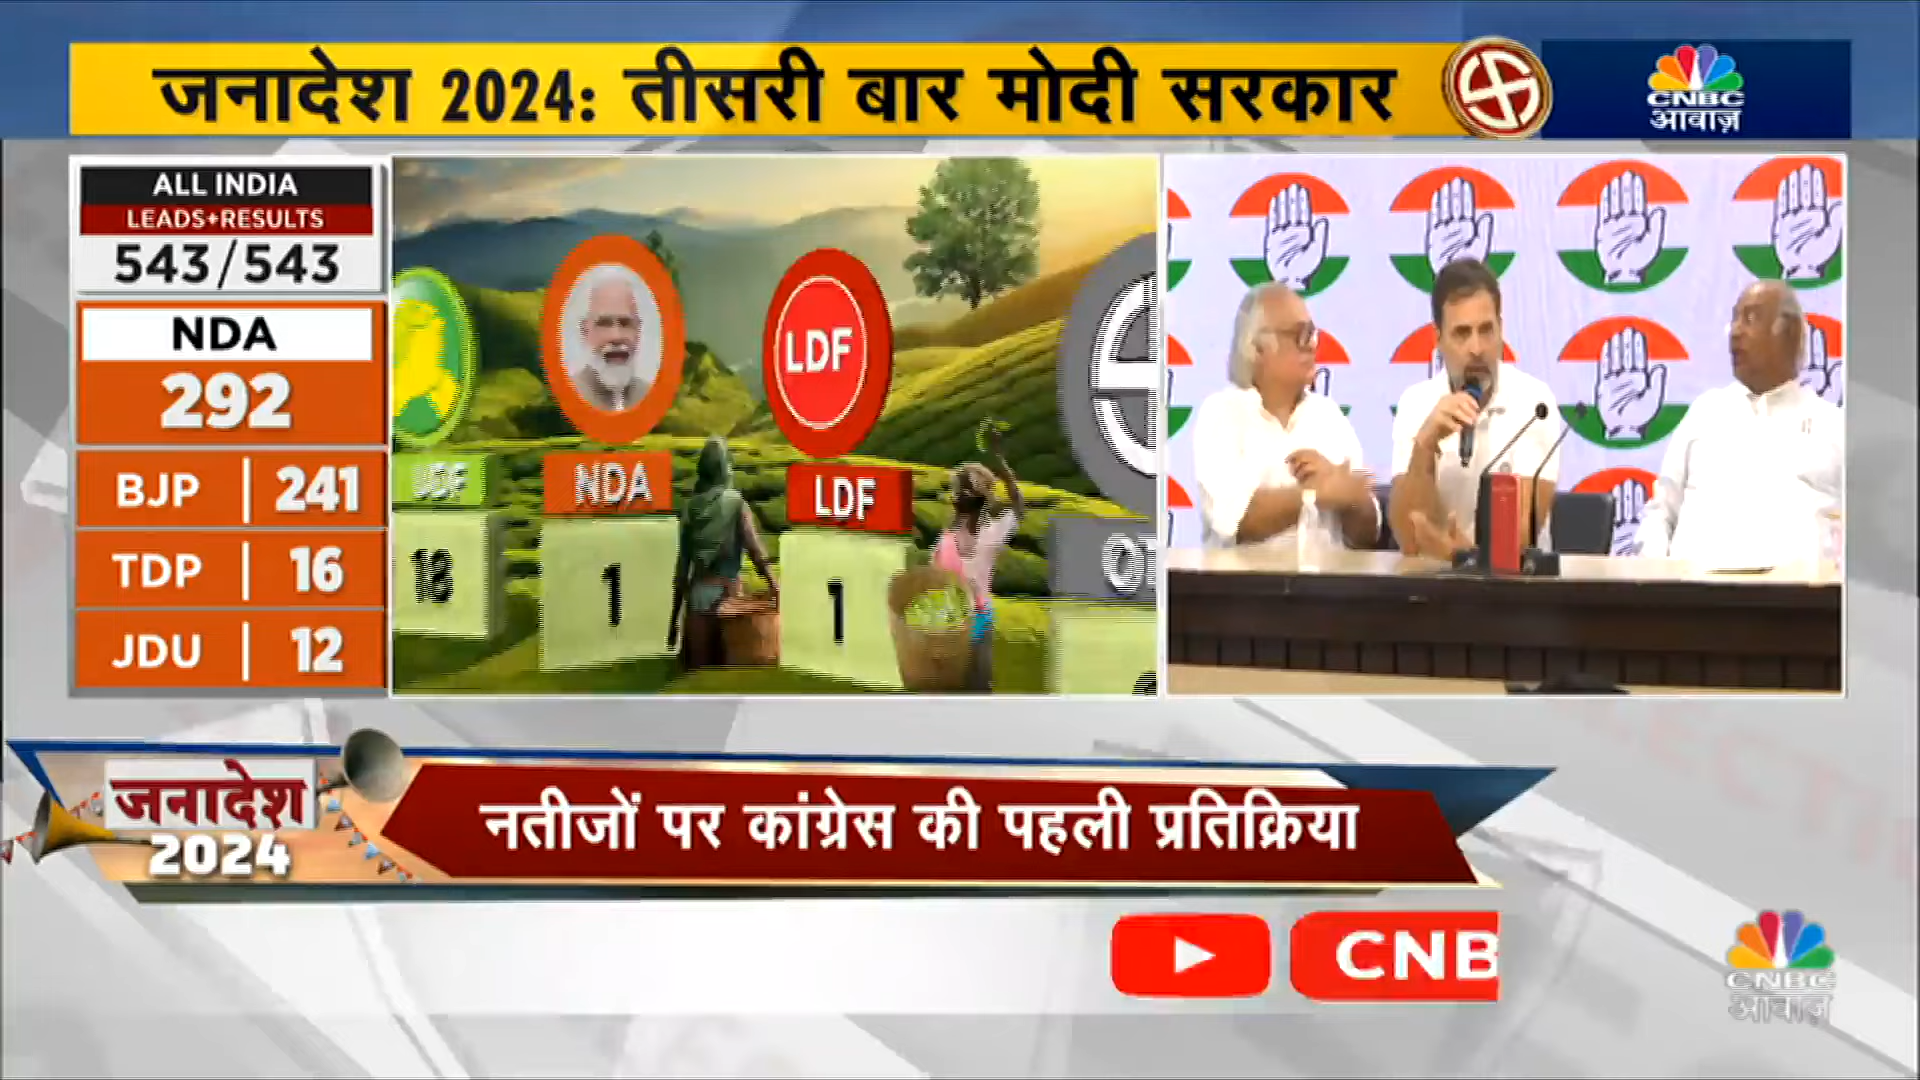 जनादेश 2024: तीसरी बार मोदी सरकार
CNBC
आवाज़
ALL INDIA
LEADS+RESULTS
543/543
NDA
292
BJP 241
TDP 16
JDU 12
UDF
18
NDA
1
LDF
LDF
1
जनादेश
2024
नतीजों पर कांग्रेस की पहली प्रतिक्रिया
CNB
CNBC
आवाज़